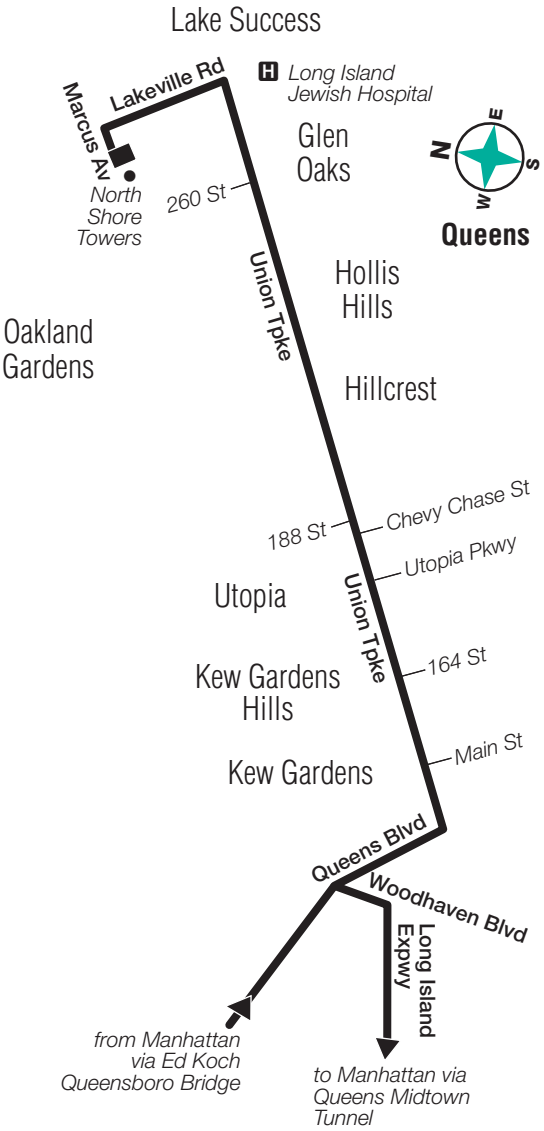 Lake Success
H
Long Island
Jewish Hospital
Lakeville Rd
Marcus Av
Glen
Oaks
N
E
S
W
Queens
North
Shore
Towers
260 St
Union Tpke
Hollis
Hills
Oakland
Gardens
Hillcrest
Chevy Chase St
188 St
Utopia Pkwy
Utopia
Union Tpke
164 St
Kew Gardens
Hills
Main St
Kew Gardens
Queens Blvd
Woodhaven Blvd
Long Island
Expwy
from Manhattan
via Ed Koch
Queensboro Bridge
to Manhattan via
Queens Midtown
Tunnel